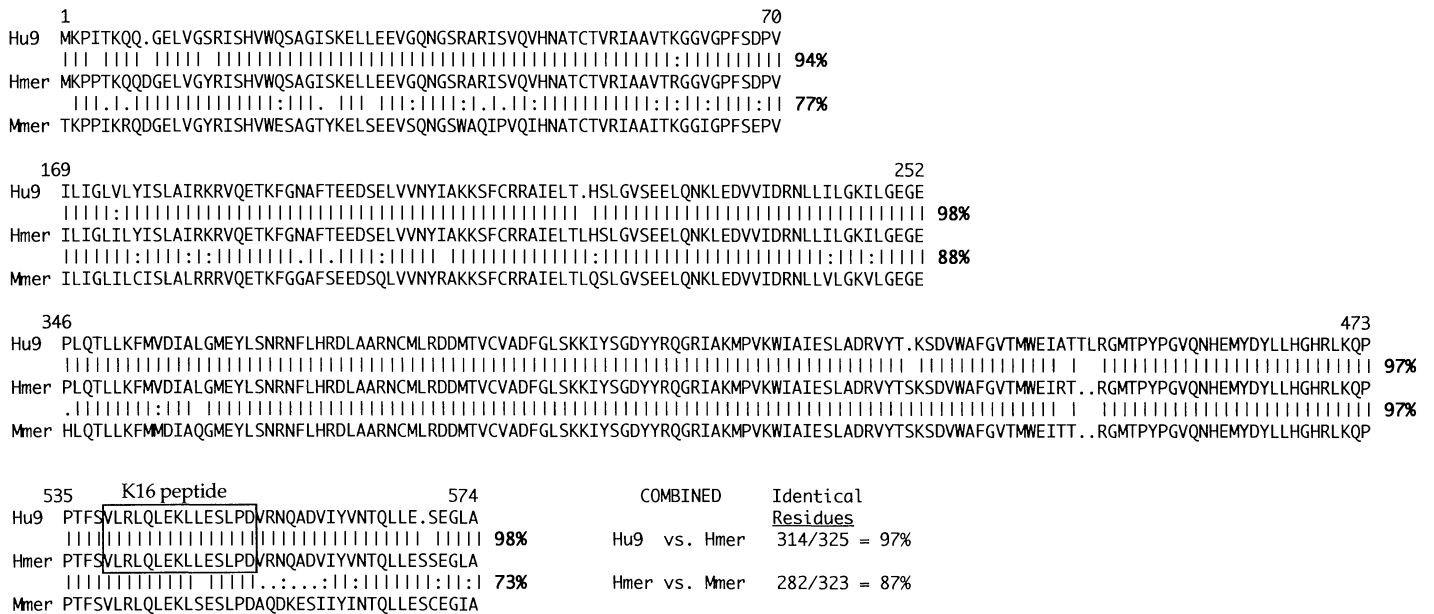 1 70
Hu9 MKPITKQQ.GELVGSRISHVWQSAGISKELLEEVGQNGSRARISVQVHNATCTVRIAAVTKGGVGPFSDPV
94%
Hmer MKPPTKQQDGELVGYRISHVWQSAGISKELLEEVGQNGSRARISVQVHNATCTVRIAAVTRGGVGPFSDPV
77%
Mmer TKPPIKRQDGELVGYRISHVWESAGTYKELSEEVSQNGSWAQIPVQIHNATCTVRIAAITKGGIGPFSEPV
169 252
Hu9 ILIGLVLYISLAIRKRVQETKFGNAFTEEDSELVVNYIAKKSFCRRAIELT.HSLGVSEELQNKLEDVVIDRNLLILGKILGEGE
98%
Hmer ILIGLILYISLAIRKRVQETKFGNAFTEEDSELVVNYIAKKSFCRRAIELTLHSLGVSEELQNKLEDVVIDRNLLILGKILGEGE
88%
Mmer ILIGLILCISLALRRRVQETKFGGAFSEEDSQLVVNYRAKKSFCRRAIELTLQSLGVSEELQNKLEDVVIDRNLLVLGKVLGEGE
346 473
Hu9 PLQTLLKFMVDIALGMEYLSNRNFLHRDLAARNCMLRDDMTVCVADFGLSKKIYSGDYYRQGRIAKMPVKWIAIESLADRVYT.KSDVWAFGVTMWEIATTLRGMTPYPGVQNHEMYDYLLHGHRLKQP
97%
Hmer PLQTLLKFMVDIALGMEYLSNRNFLHRDLAARNCMLRDDMTVCVADFGLSKKIYSGDYYRQGRIAKMPVKWIAIESLADRVYTSKSDVWAFGVTMWEIRT..RGMTPYPGVQNHEMYDYLLHGHRLKQP
97%
Mmer HLQTLLKFMMDIAQGMEYLSNRNFLHRDLAARNCMLRDDMTVCVADFGLSKKIYSGDYYRQGRIAKMPVKWIAIESLADRVYTSKSDVWAFGVTMWEITT..RGMTPYPGVQNHEMYDYLLHGHRLKQP
535 K16 peptide 574
Hu9 PTFSVLRLQLEKLLESLPDVRNQADVIYVNTQLLE.SEGLA
98%
Hmer PTFSVLRLQLEKLLESLPDVRNQADVIYVNTQLLESSEGLA
73%
Mmer PTFSVLRLQLEKLSESLPDAQDKESIIYINTQLLESCEGIA
COMBINED Identical
Residues
Hu9 vs. Hmer 314/325 = 97%
Hmer vs. Mmer 282/323 = 87%